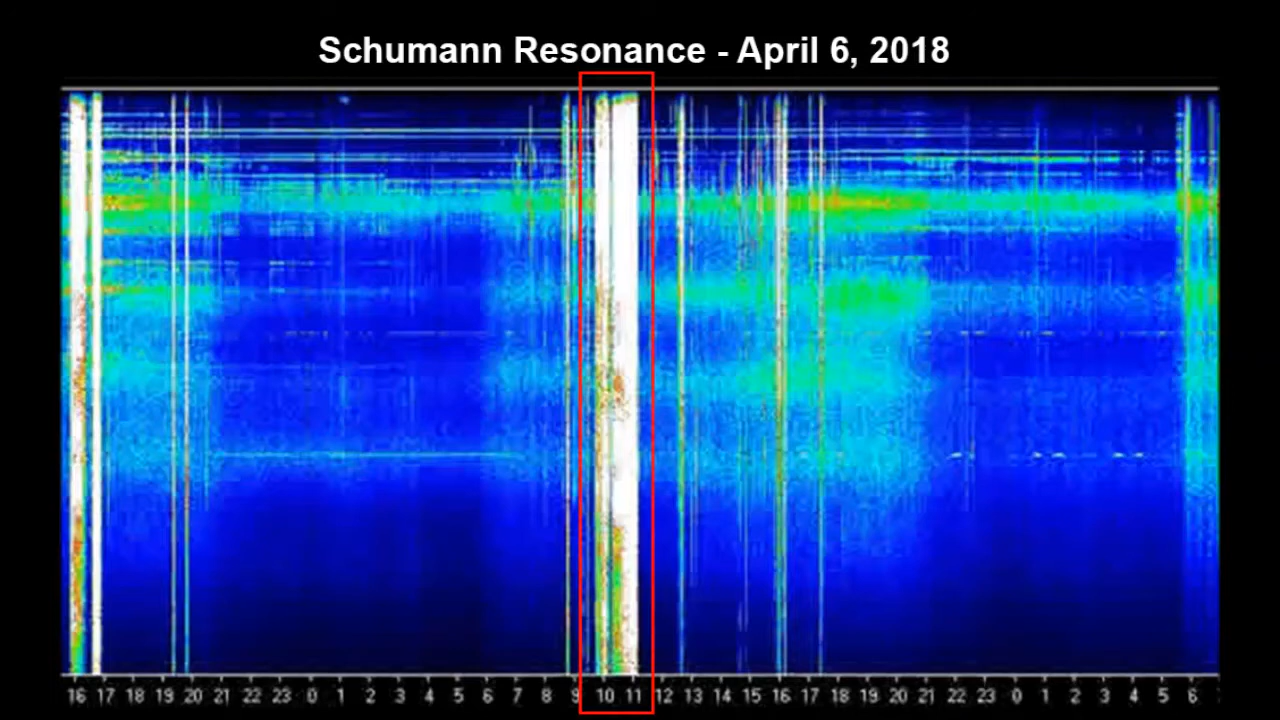 Schumann Resonance - April 6, 2018
16 17 18 19 20 21 22 23 0 1 2 3 4 5 6 7 8 9 10 11 12 13 14 15 16 17 18 19 20 21 22 23 0 1 2 3 4 5 6